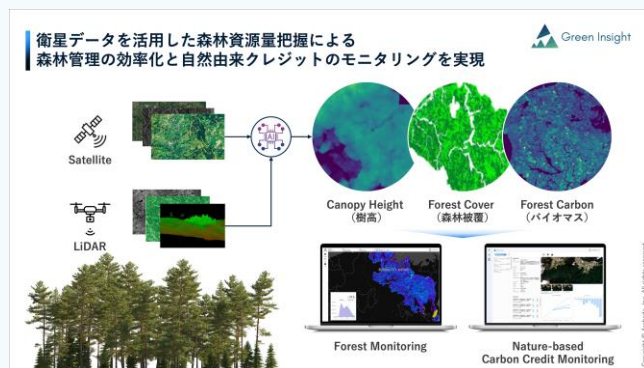 衛星データを活用した森林資源量把握による
森林管理の効率化と自然由来クレジットのモニタリングを実現
Green Insight
Satellite
LiDAR
AI
Canopy Height
（樹高）
Forest Cover
（森林被覆）
Forest Carbon
（バイオマス）
Forest Monitoring
Nature-based
Carbon Credit Monitoring